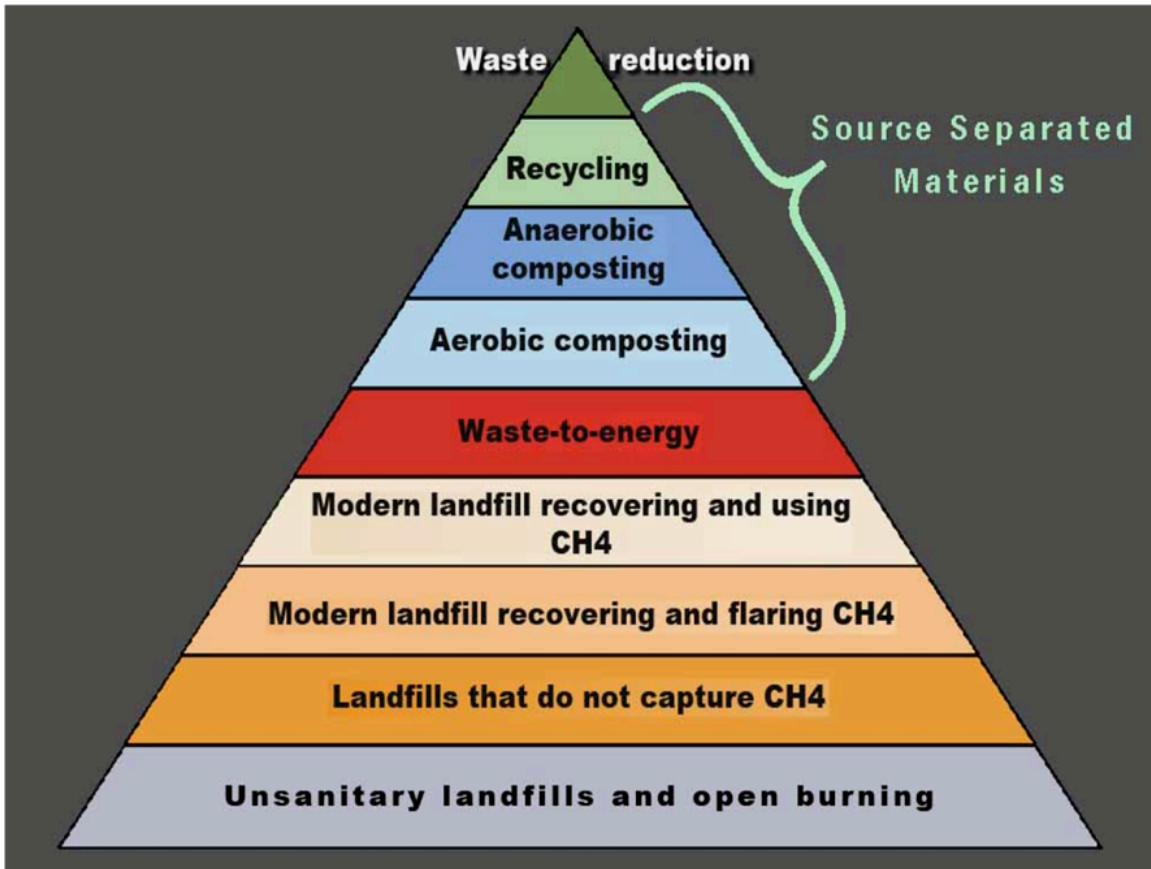 Waste reduction
Source Separated
Materials
Recycling
Anaerobic
composting
Aerobic composting
Waste-to-energy
Modern landfill recovering and using
CH4
Modern landfill recovering and flaring CH4
Landfills that do not capture CH4
Unsanitary landfills and open burning